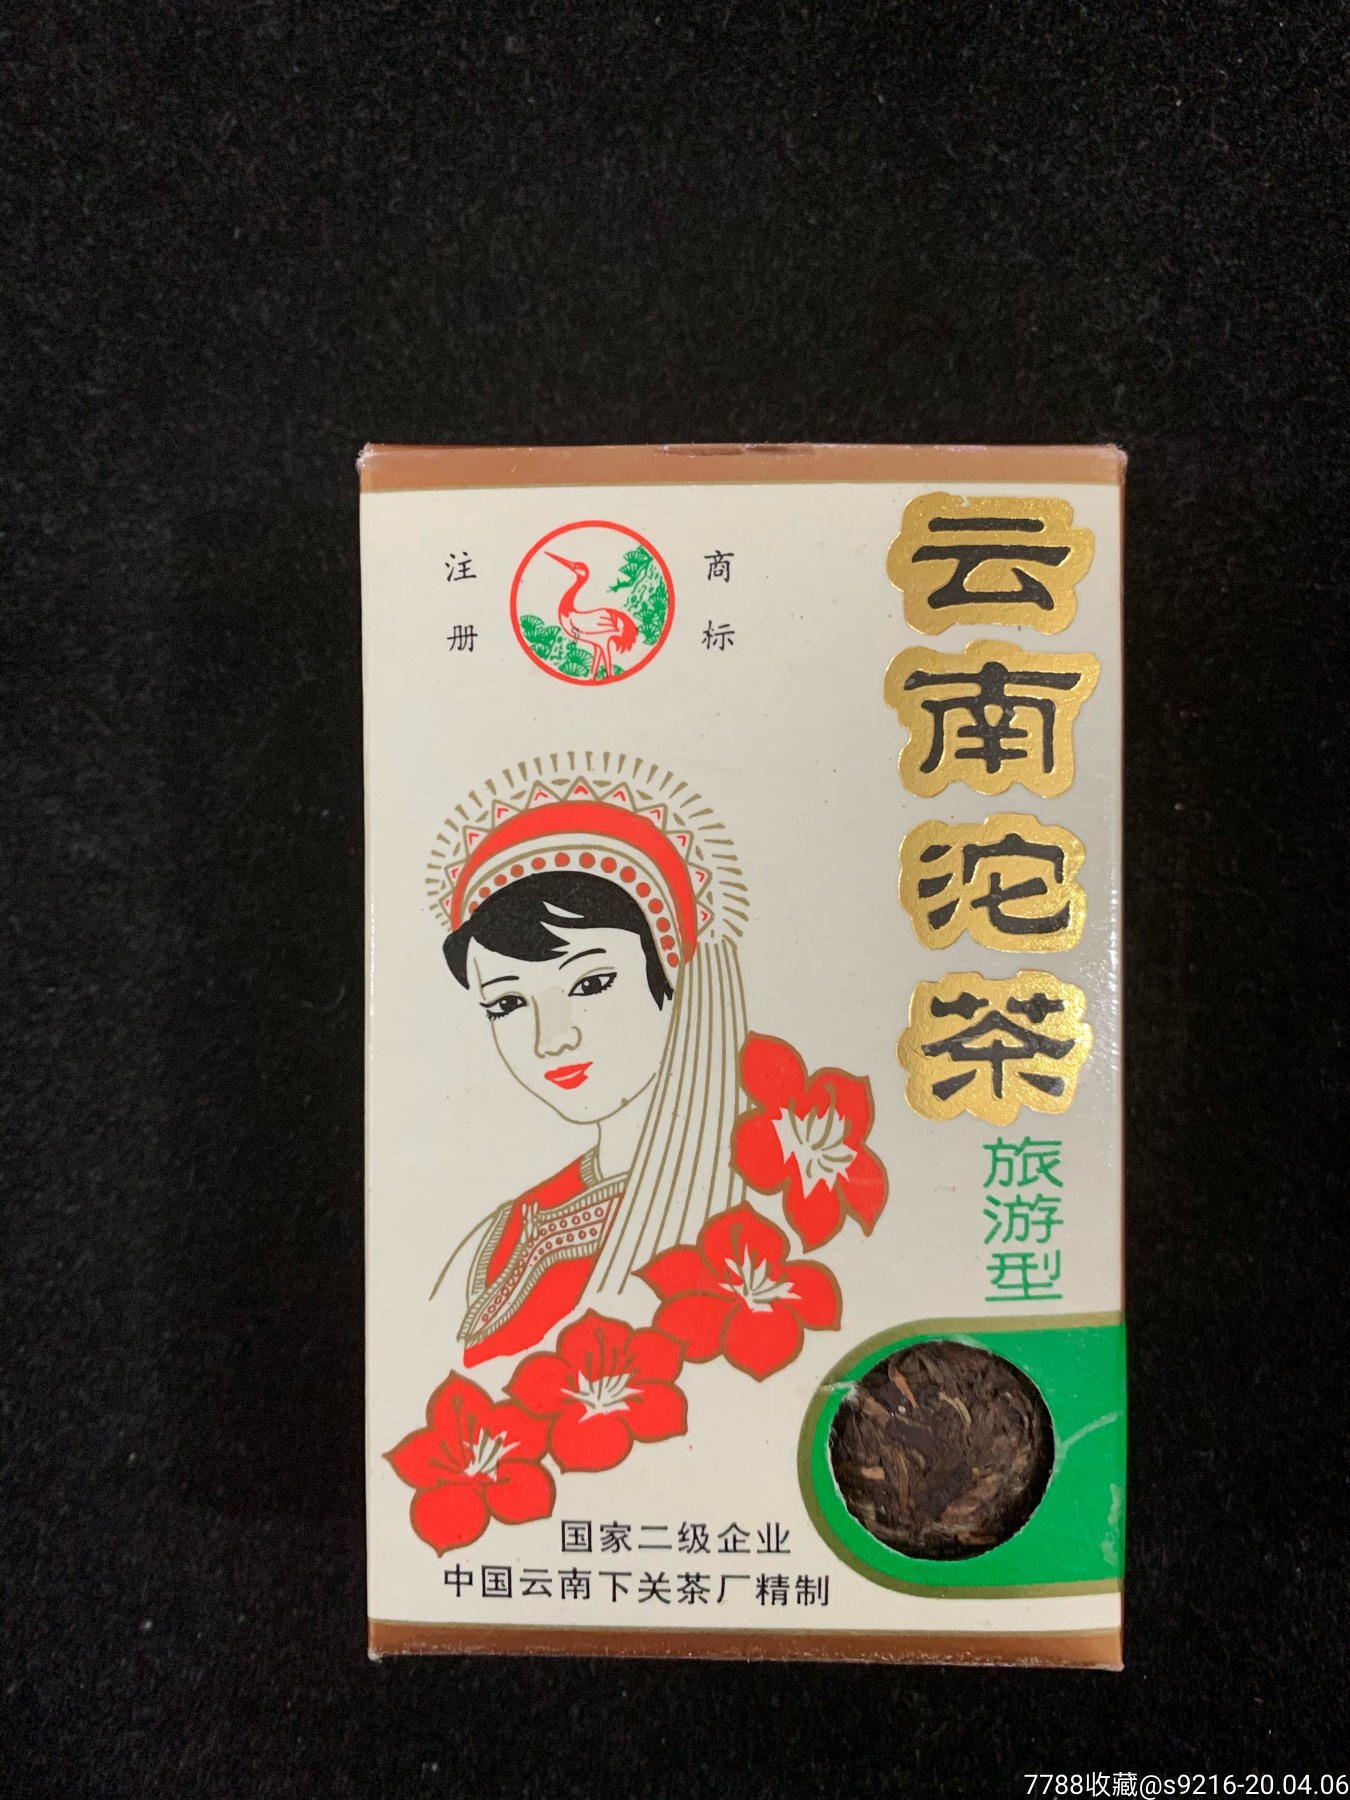 注册
商标
云南沱茶
旅游型
国家二级企业
中国云南下关茶厂精制
7788收藏@s9216-20.04.06